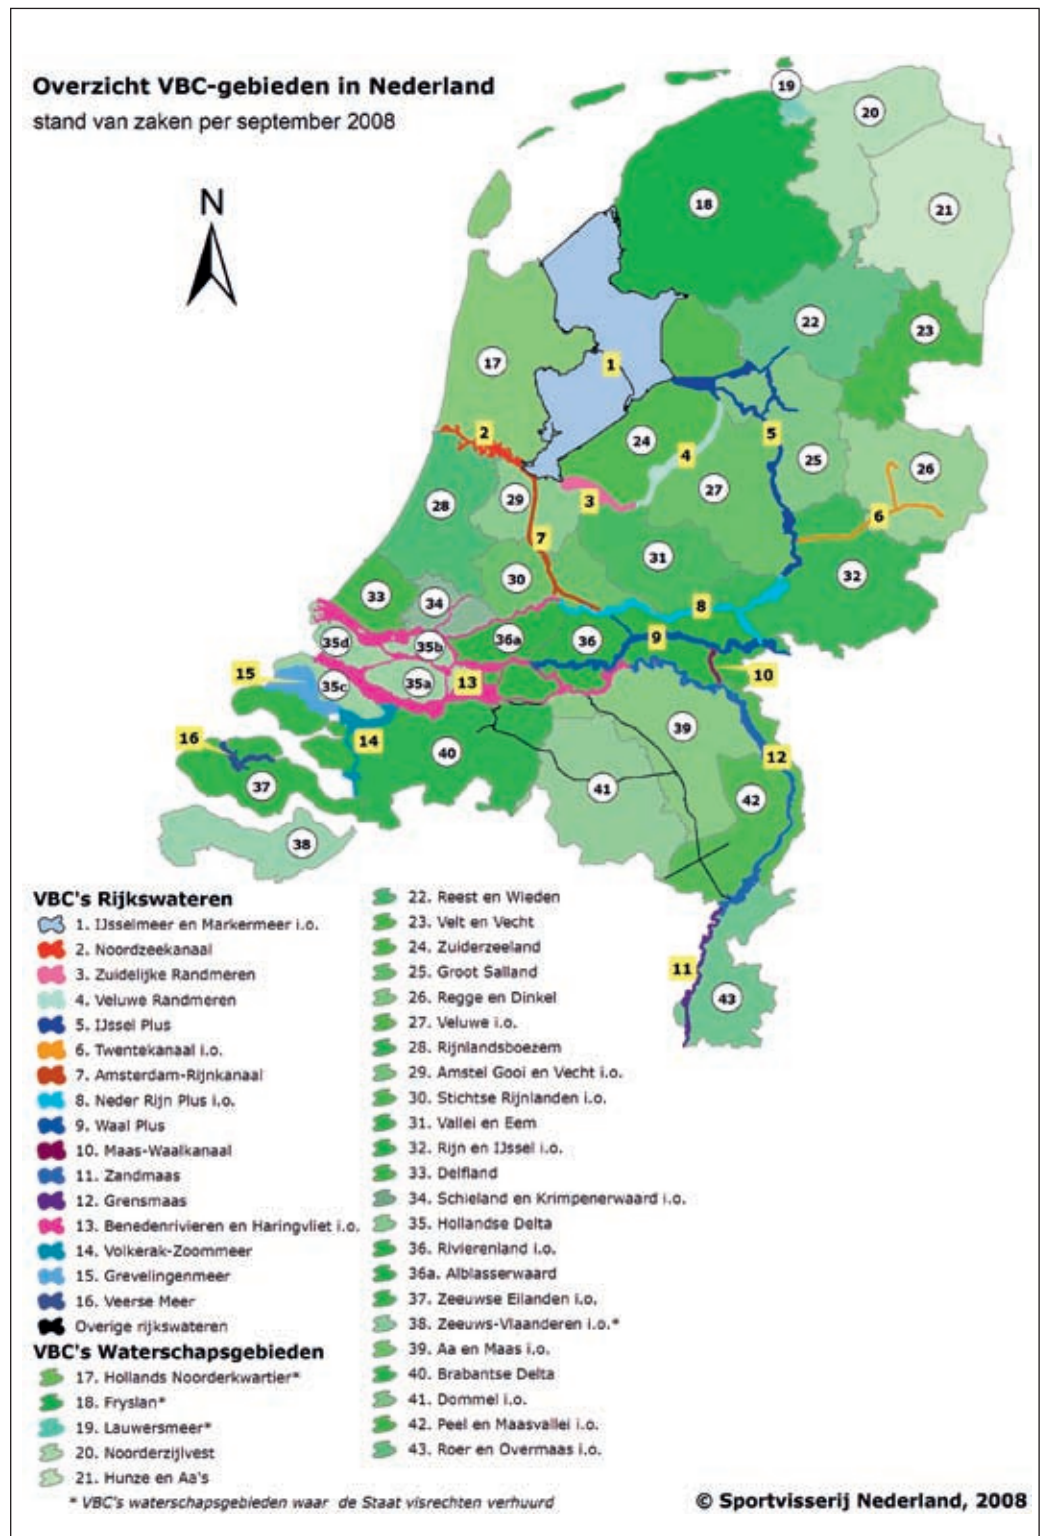 Overzicht VBC-gebieden in Nederland
stand van zaken per september 2008
N
19
20
18
21
22
23
17
1
2
24
4
5
25
26
28
29
3
27
6
7
31
32
33
34
30
8
35d
35b
36a
36
9
15
35c
35a
13
10
16
14
40
39
12
37
41
42
38
11
43
VBC's Rijkswateren
1. IJsselmeer en Markermeer i.o.
2. Noordzeekanaal
3. Zuidelijke Randmeren
4. Veluwe Randmeren
5. IJssel Plus
6. Twentekanaal i.o.
7. Amsterdam-Rijnkanaal
8. Neder Rijn Plus i.o.
9. Waal Plus
10. Maas-Waalkanaal
11. Zandmaas
12. Grensmaas
13. Benedenrivieren en Haringvliet i.o.
14. Volkerak-Zoommeer
15. Grevelingenmeer
16. Veerse Meer
Overige rijkswateren
VBC's Waterschapsgebieden
17. Hollands Noorderkwartier*
18. Fryslan*
19. Lauwersmeer*
20. Noorderzijlvest
21. Hunze en Aa's
22. Reest en Wieden
23. Velt en Vecht
24. Zuiderzeeland
25. Groot Salland
26. Regge en Dinkel
27. Veluwe i.o.
28. Rijnlandsboezem
29. Amstel Gooi en Vecht i.o.
30. Stichtse Rijnlanden i.o.
31. Vallei en Eem
32. Rijn en IJssel i.o.
33. Delfland
34. Schieland en Krimpenerwaard i.o.
35. Hollandse Delta
36. Rivierenland i.o.
36a. Alblasserwaard
37. Zeeuwse Eilanden i.o.
38. Zeeuws-Vlaanderen i.o.*
39. Aa en Maas i.o.
40. Brabantse Delta
41. Dommel i.o.
42. Peel en Maasvallei i.o.
43. Roer en Overmaas i.o.
* VBC's waterschapsgebieden waar de Staat visrechten verhuurd
© Sportvisserij Nederland, 2008